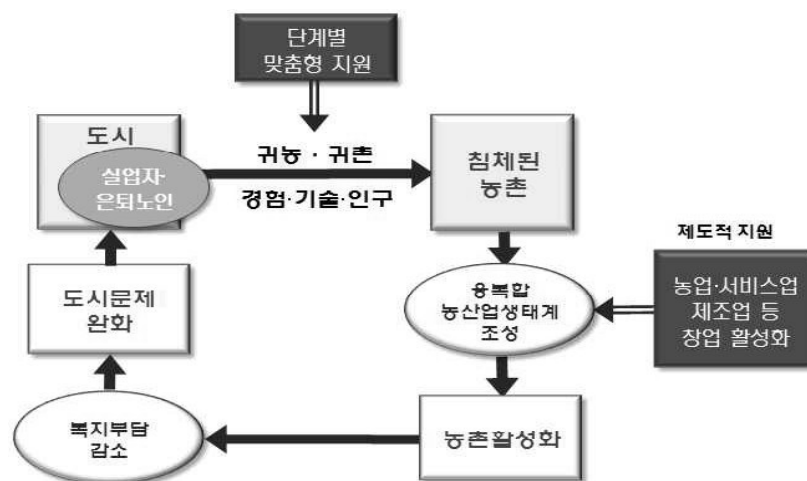 단계별
맞춤형 지원
도시
실업자·
은퇴노인
귀농 · 귀촌
경험·기술·인구
침체된
농촌
제도적 지원
농업·서비스업
제조업 등
창업 활성화
융복합
농산업생태계
조성
도시문제
완화
복지부담
감소
농촌활성화